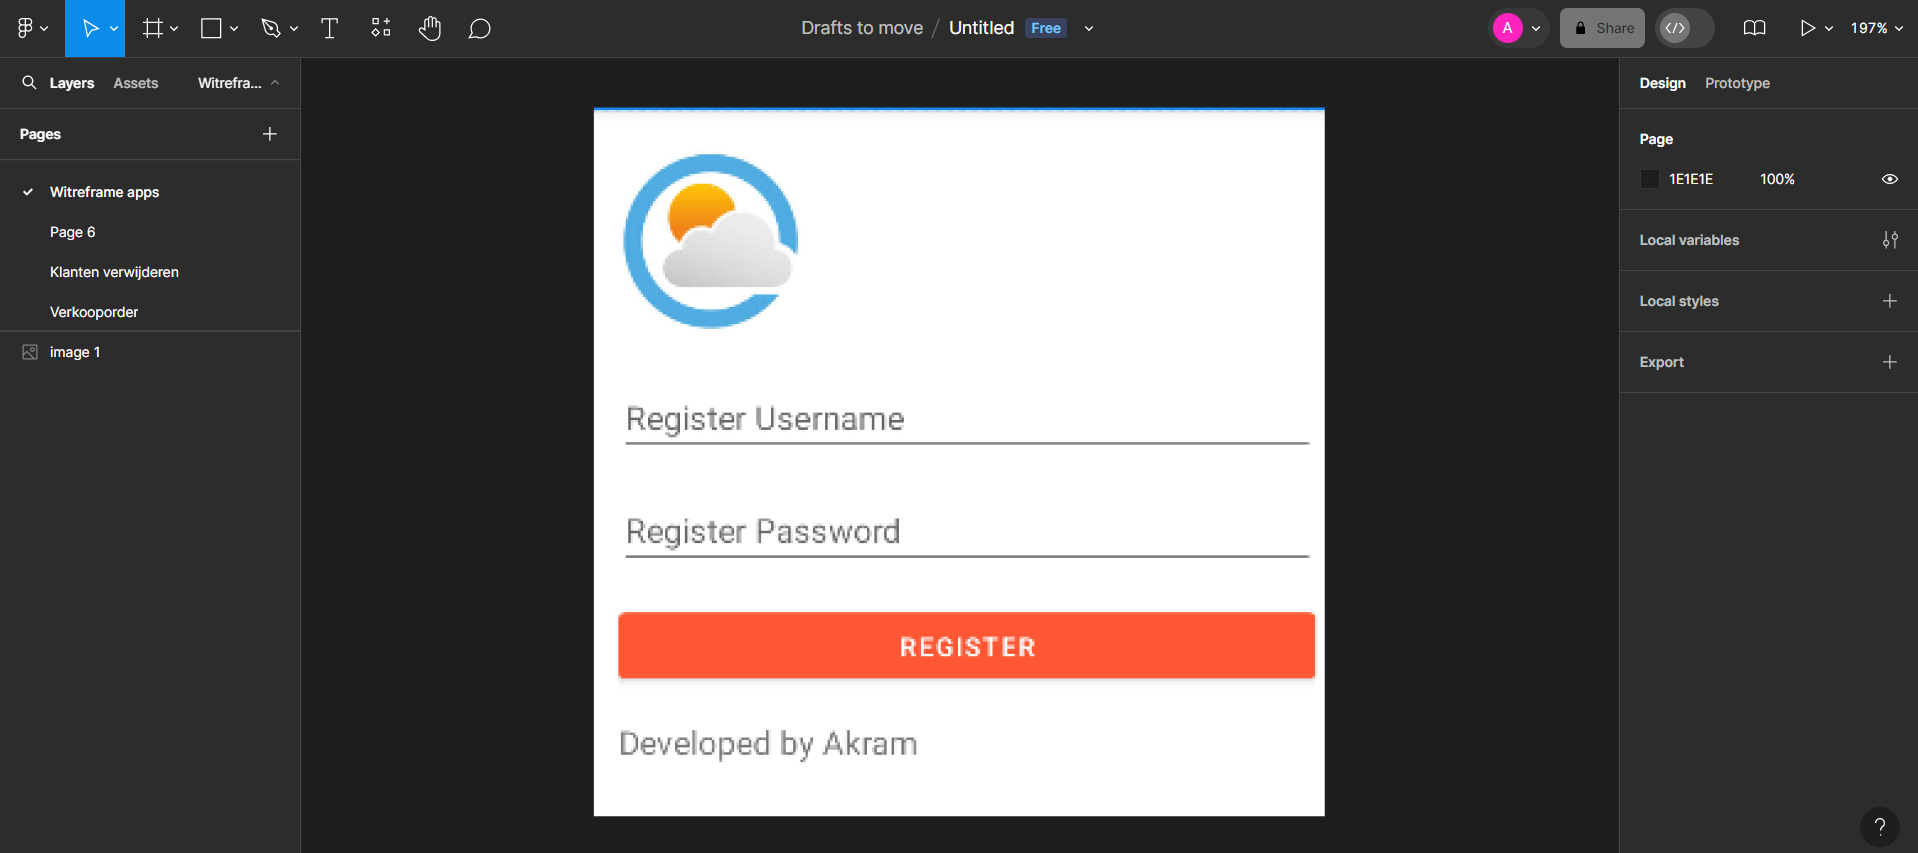 Drafts to move / Untitled Free
A
Share
197%
Layers Assets Witrefra...
Pages
Witreframe apps
Page 6
Klanten verwijderen
Verkooporder
image 1
Register Username
Register Password
REGISTER
Developed by Akram
Design Prototype
Page
1E1E1E 100%
Local variables
Local styles
Export
?